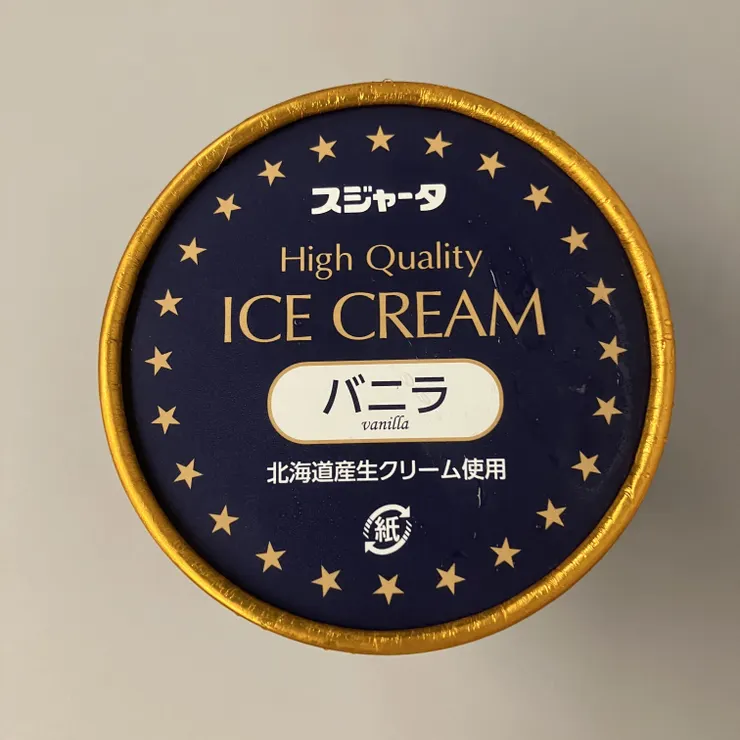 スジャータ
High Quality
ICE CREAM
バニラ
vanilla
北海道産生クリーム使用
紙